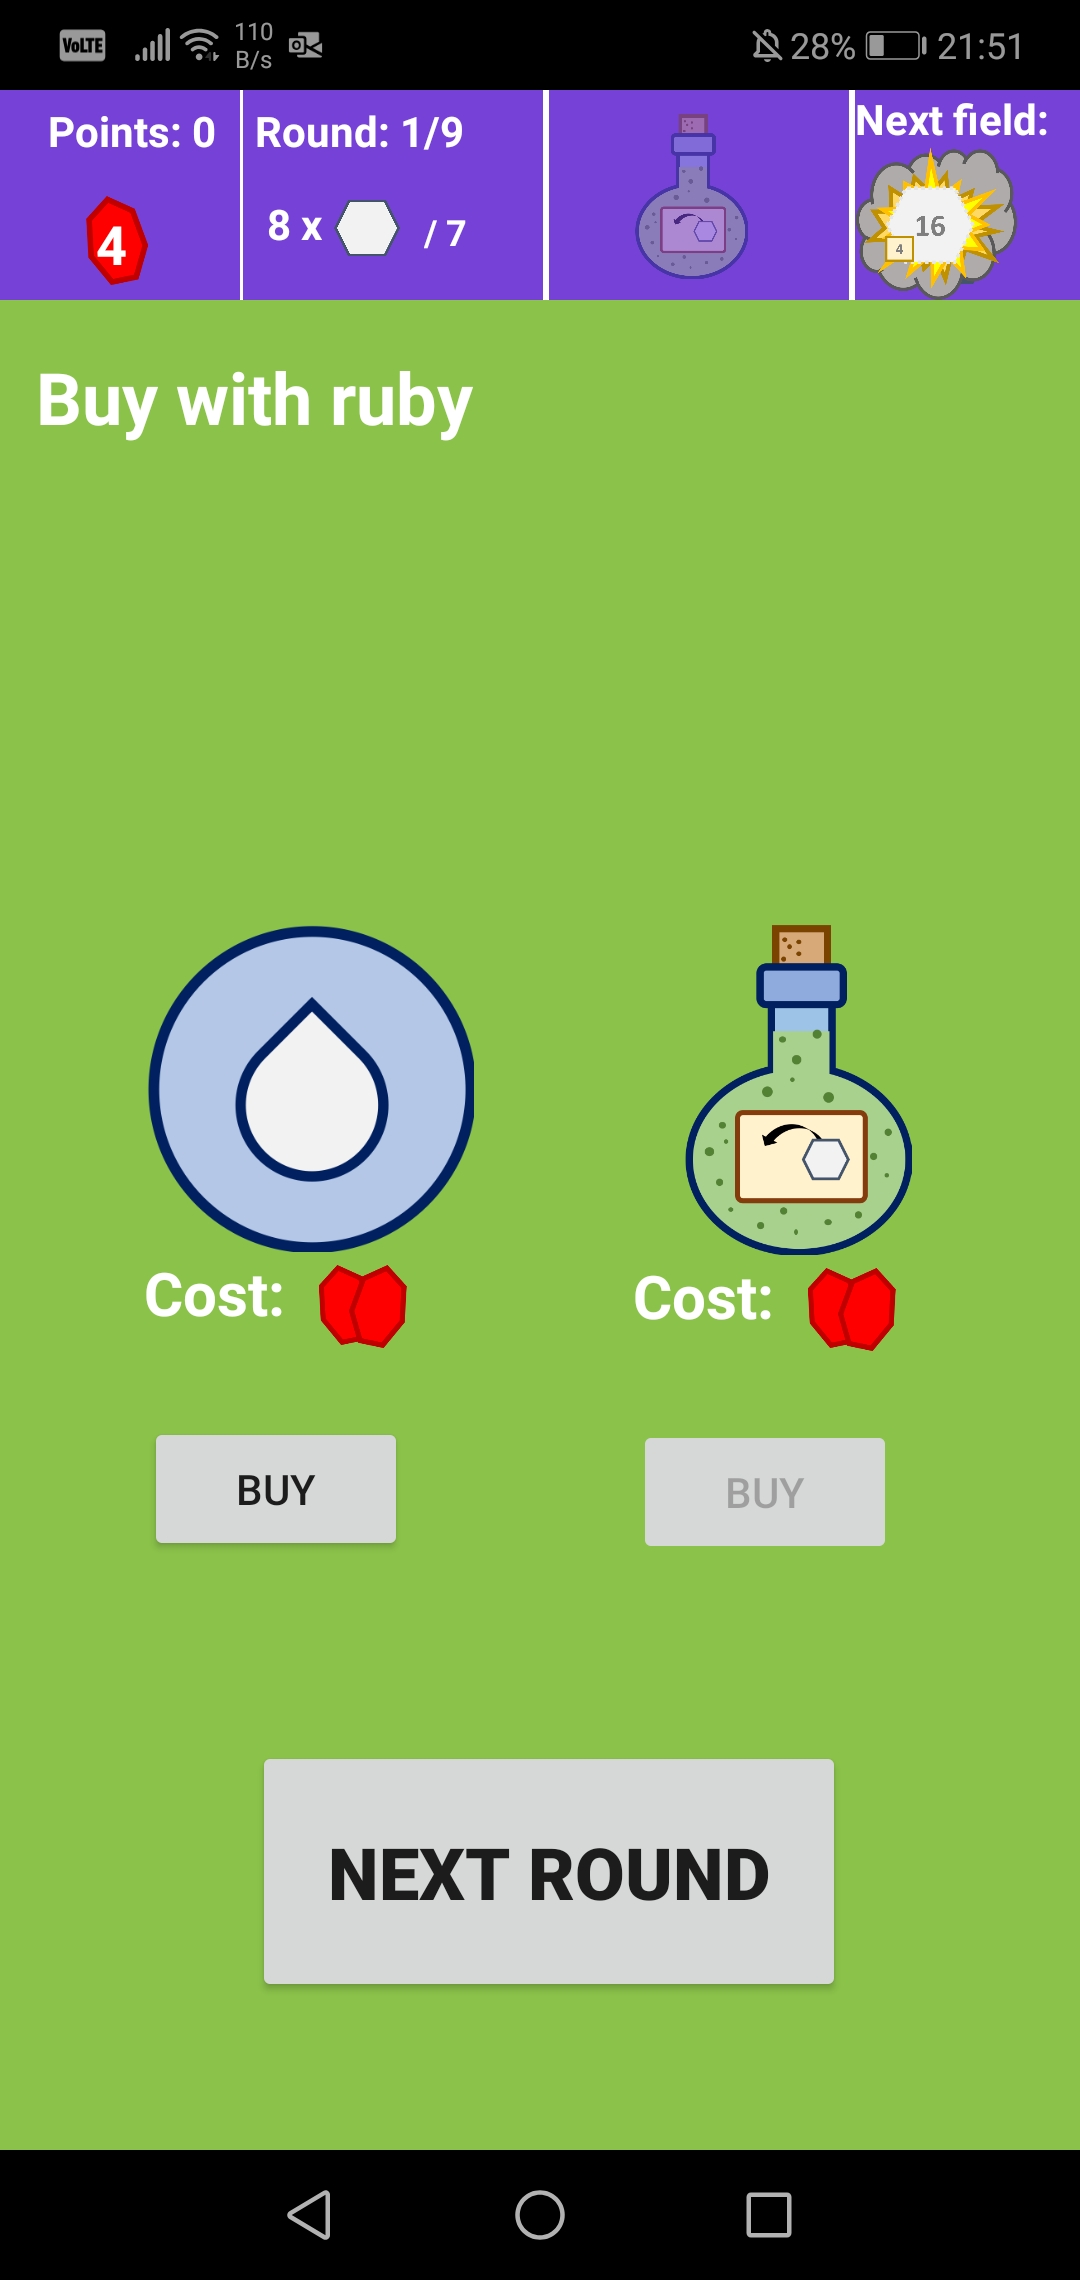 VoLTE 110 B/s 28% 21:51
Points: 0
4
Round: 1/9
8 x / 7
Next field:
16
4
Buy with ruby
Cost: Cost:
BUY BUY
NEXT ROUND